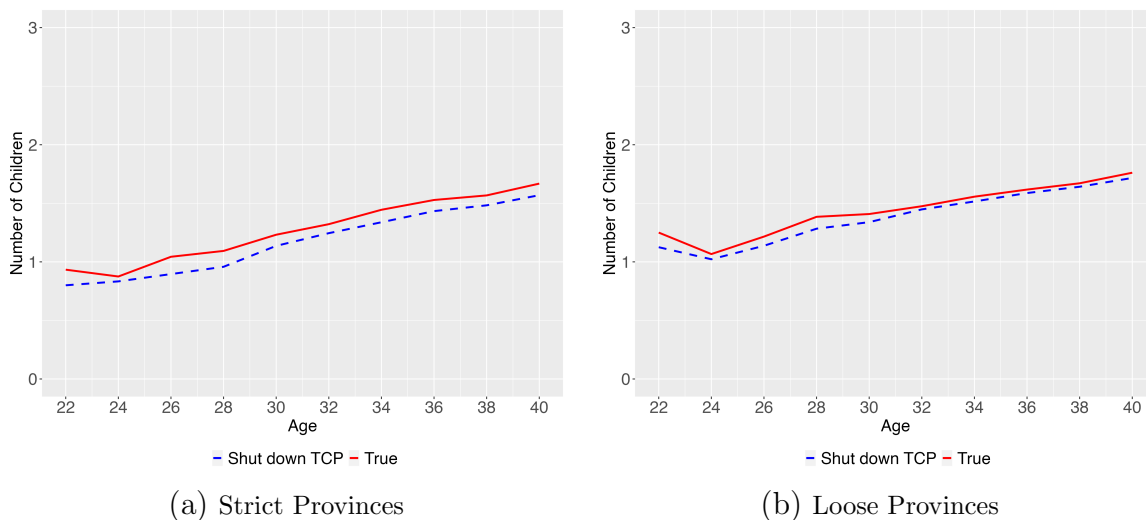 3
2
1
0
Number of Children
22 24 26 28 30 32 34 36 38 40
Age
Shut down TCP True
(a) Strict Provinces
3
2
1
0
Number of Children
22 24 26 28 30 32 34 36 38 40
Age
Shut down TCP True
(b) Loose Provinces